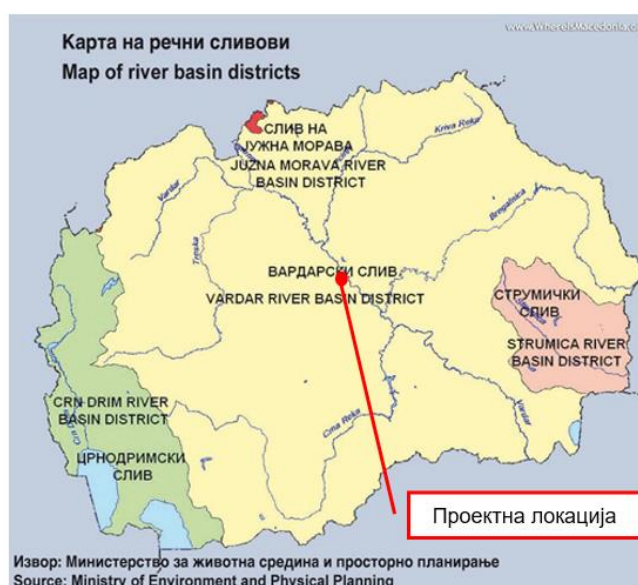 www.WhereIsMacedonia.org
Карта на речни сливови
Map of river basin districts
СЛИВ НА
ЈУЖНА МОРАВА
JUZNA MORAVA RIVER
BASIN DISTRICT
Kriva Reka
Vardar
Treska
Bregalnica
ВАРДАРСКИ СЛИВ
VARDAR RIVER BASIN DISTRICT
СТРУМИЧКИ
СЛИВ
STRUMICA RIVER
BASIN DISTRICT
CRN DRIM RIVER
BASIN DISTRICT
ЦРНОДРИМСКИ
СЛИВ
Crna Reka
Vardar
Проектна локација
Извор: Министерство за животна средина и просторно планирање
Source: Ministry of Environment and Physical Planning